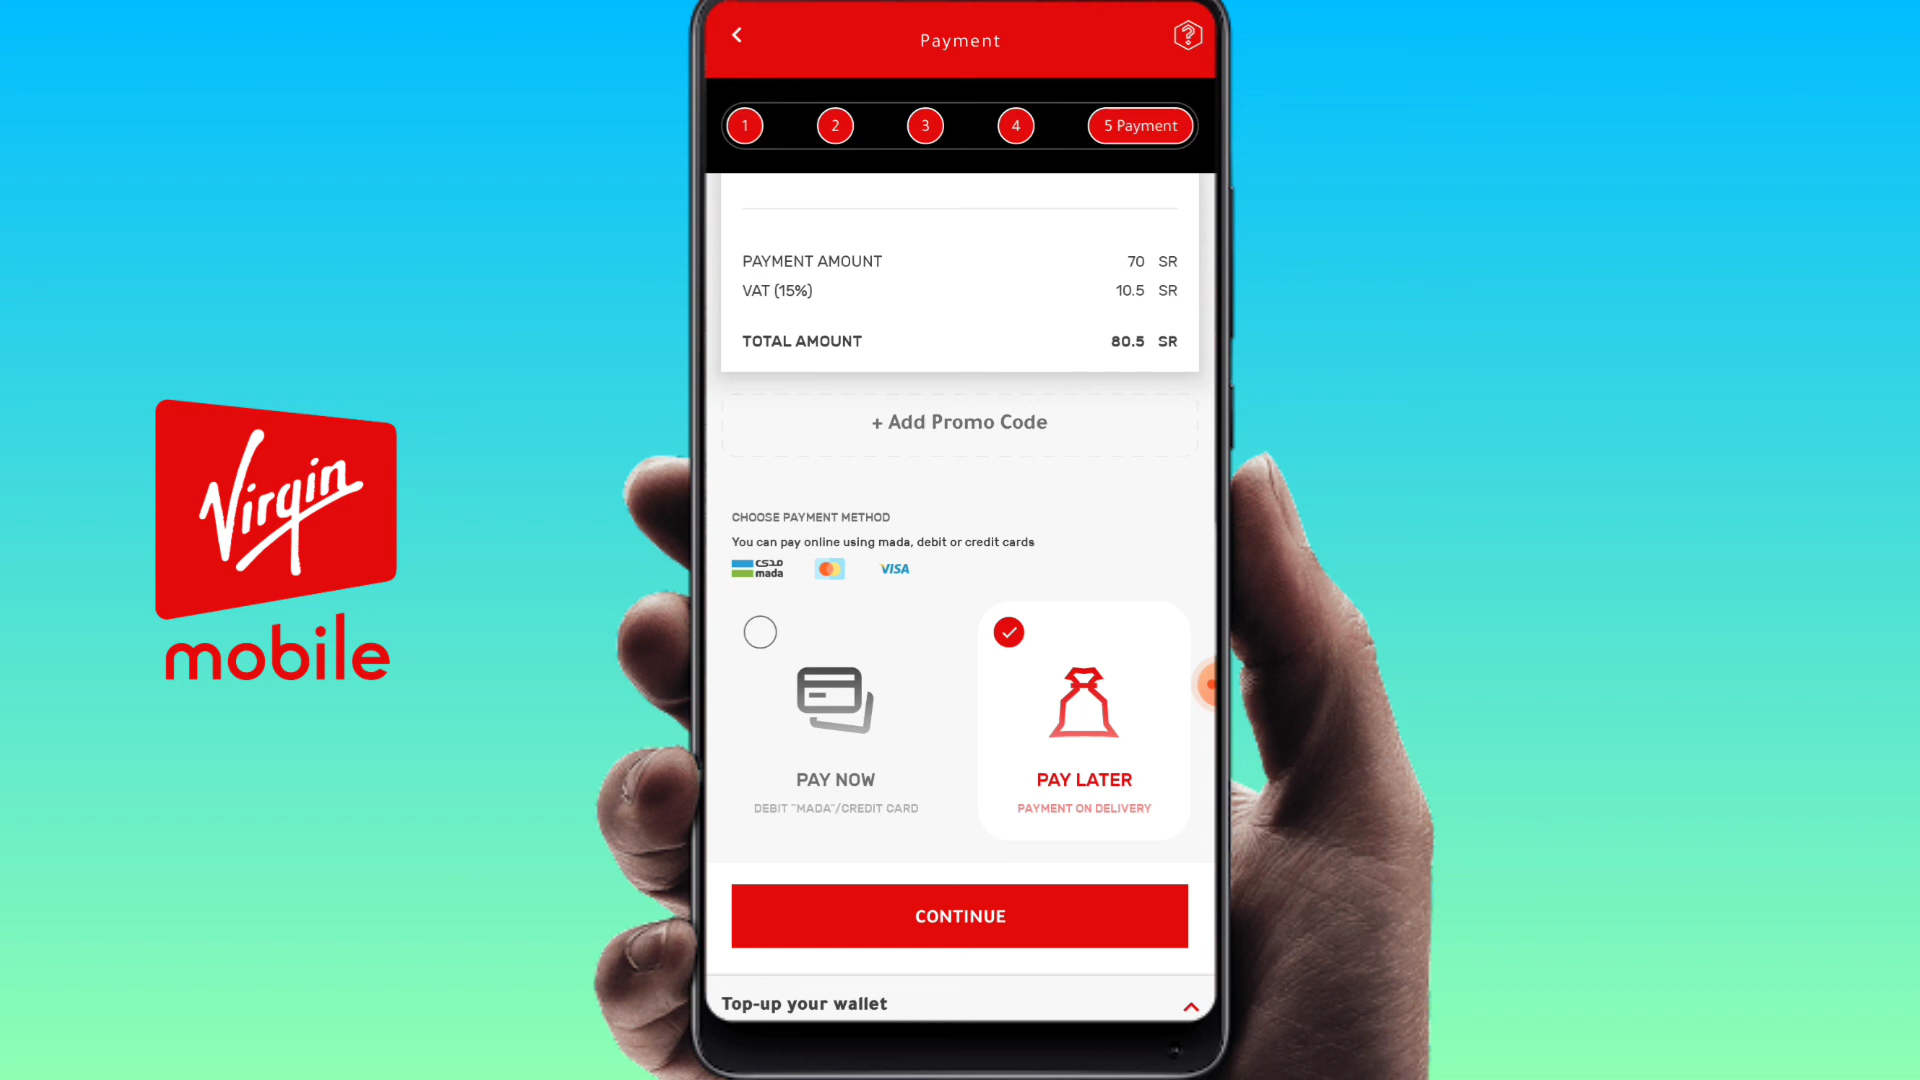 Payment
1
2
3
4
5 Payment
PAYMENT AMOUNT 70 SR
VAT (15%) 10.5 SR
TOTAL AMOUNT 80.5 SR
+ Add Promo Code
CHOOSE PAYMENT METHOD
You can pay online using mada, debit or credit cards
مدى
mada
VISA
PAY NOW
DEBIT "MADA"/CREDIT CARD
PAY LATER
PAYMENT ON DELIVERY
CONTINUE
Top-up your wallet
Virgin
mobile